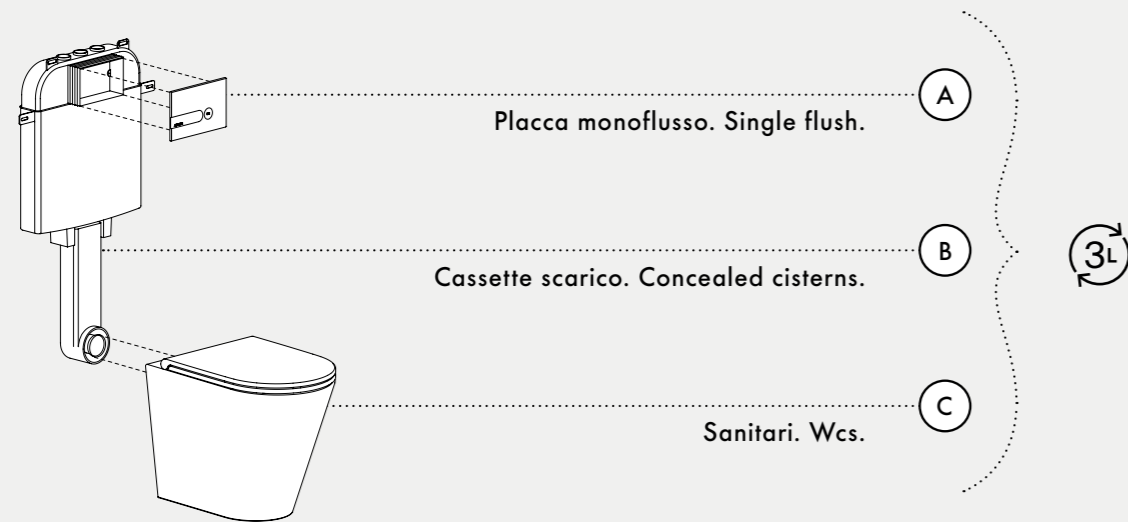 A
Placca monoflusso. Single flush.
B
Cassette scarico. Concealed cisterns.
3L
C
Sanitari. Wcs.